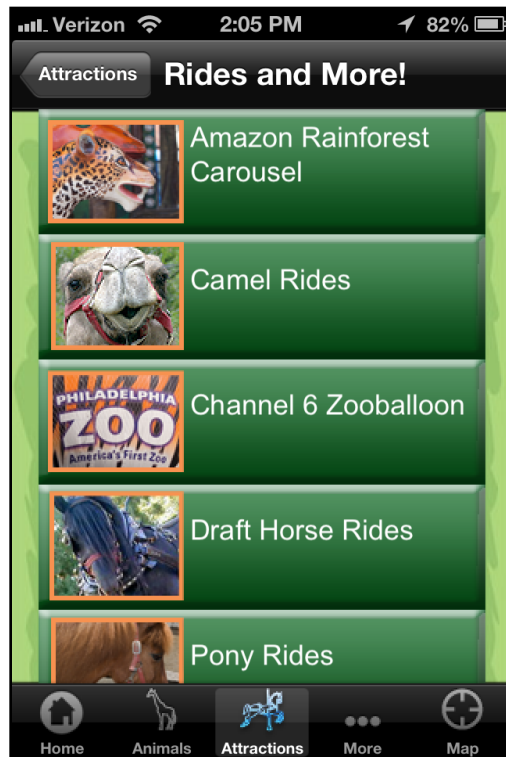 Verizon 2:05 PM 82%
Attractions Rides and More!
Amazon Rainforest
Carousel
Camel Rides
PHILADELPHIA
ZOO
America's First Zoo
Channel 6 Zooballoon
Draft Horse Rides
Pony Rides
Home Animals Attractions More Map